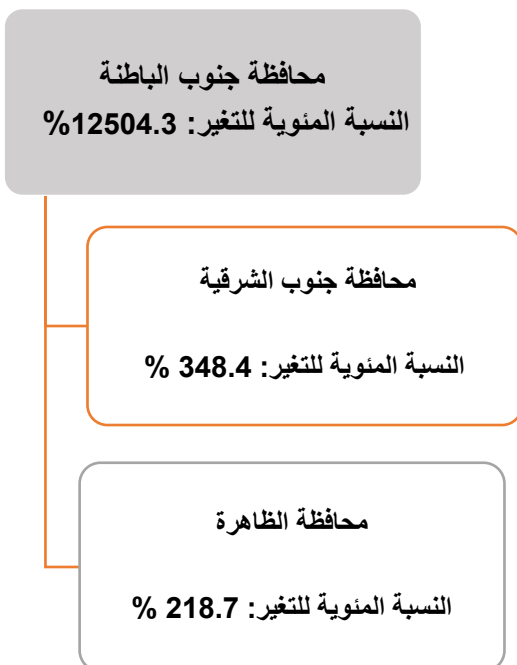 محافظة جنوب الباطنة
النسبة المئوية للتغير: 12504.3%
محافظة جنوب الشرقية
النسبة المئوية للتغير: 348.4 %
محافظة الظاهرة
النسبة المئوية للتغير: 218.7 %